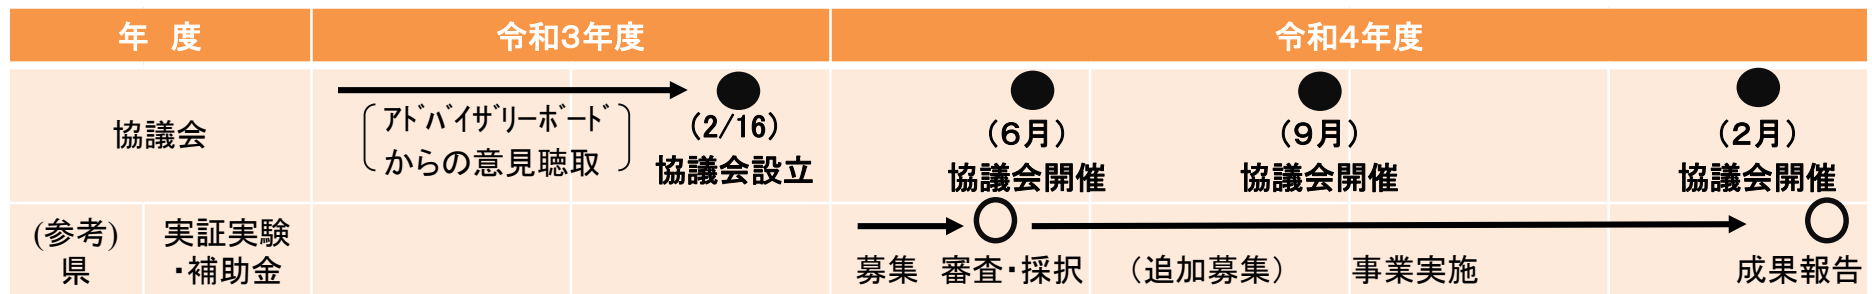 年　度
令和3年度
令和4年度
協議会
ｱﾄﾞﾊﾞｲｻﾞﾘｰﾎﾞｰﾄﾞ
からの意見聴取
（2/16）
協議会設立
（6月）
協議会開催
（9月）
協議会開催
（2月）
協議会開催
(参考)
県
実証実験
・補助金
募集
審査・採択
（追加募集）
事業実施
成果報告